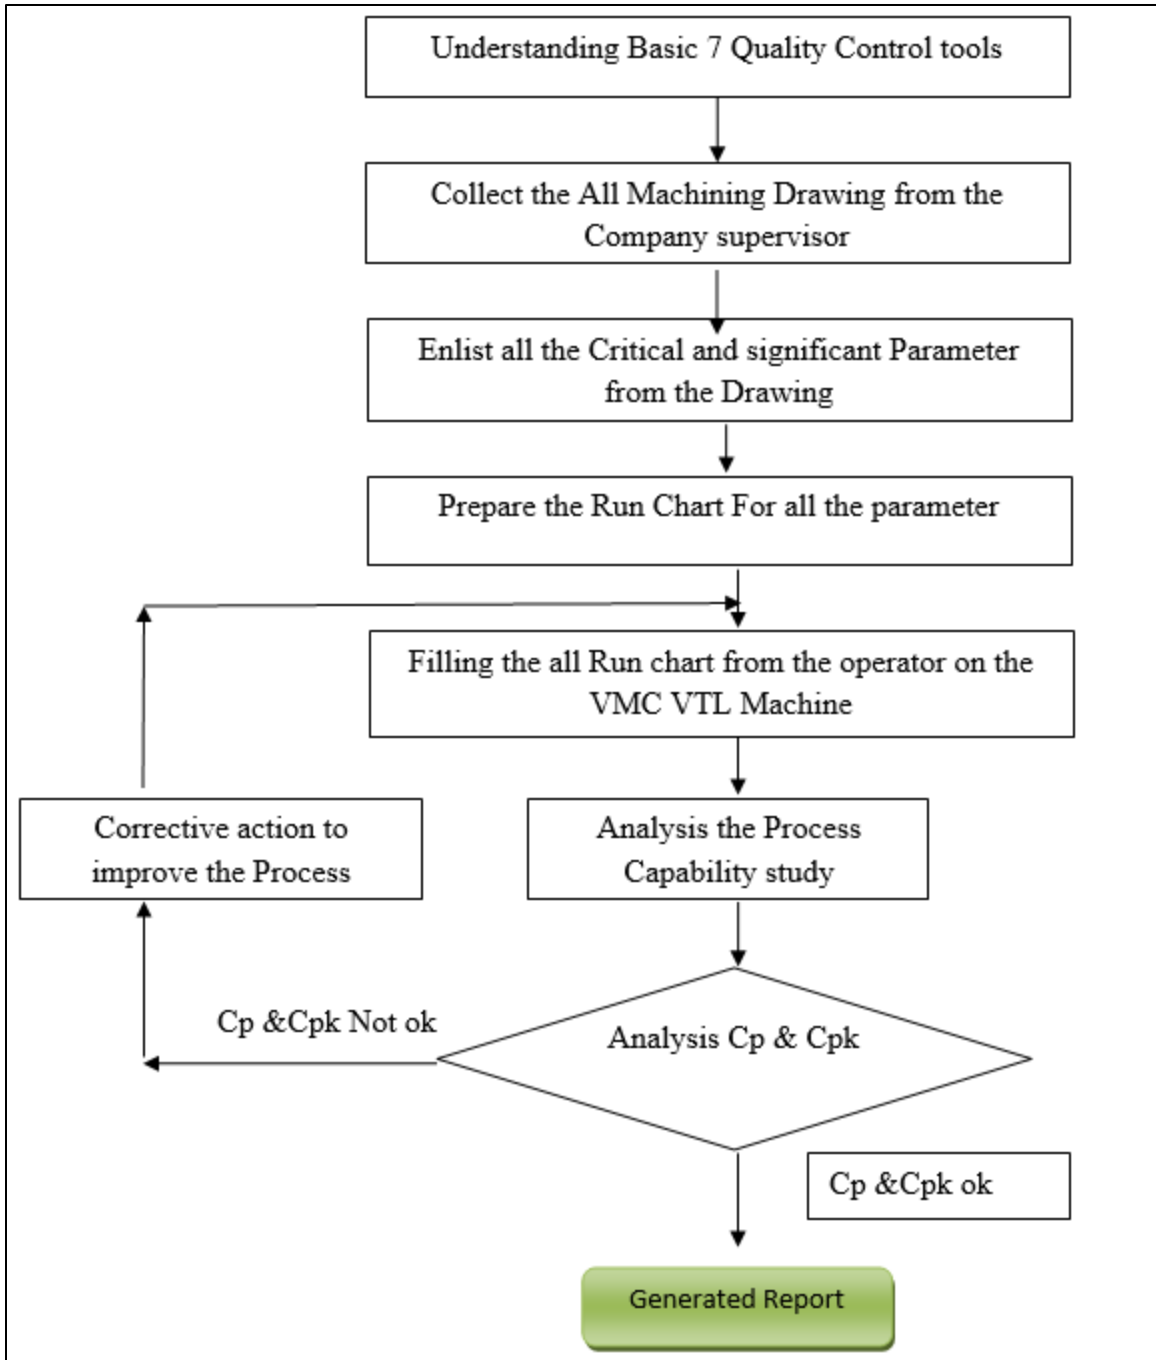 Understanding Basic 7 Quality Control tools
Collect the All Machining Drawing from the
Company supervisor
Enlist all the Critical and significant Parameter
from the Drawing
Prepare the Run Chart For all the parameter
Filling the all Run chart from the operator on the
VMC VTL Machine
Corrective action to
improve the Process
Analysis the Process
Capability study
Cp &Cpk Not ok
Analysis Cp & Cpk
Cp &Cpk ok
Generated Report